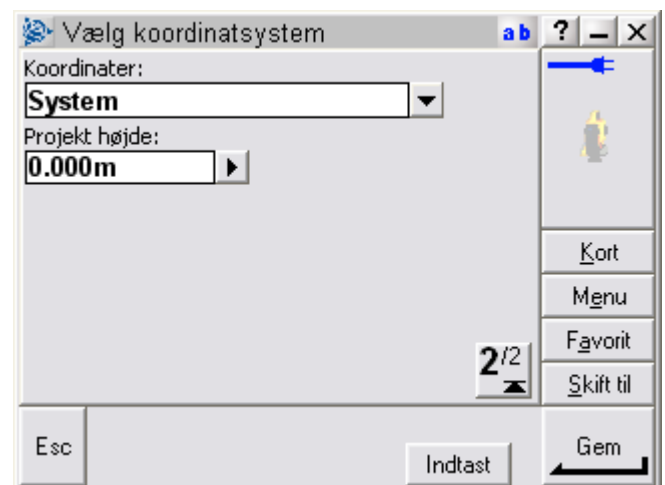 Vælg koordinatsystem
ab
?
Koordinater:
System
Projekt højde:
0.000m
Kort
Menu
Favorit
Skift til
2/2
Esc
Indtast
Gem